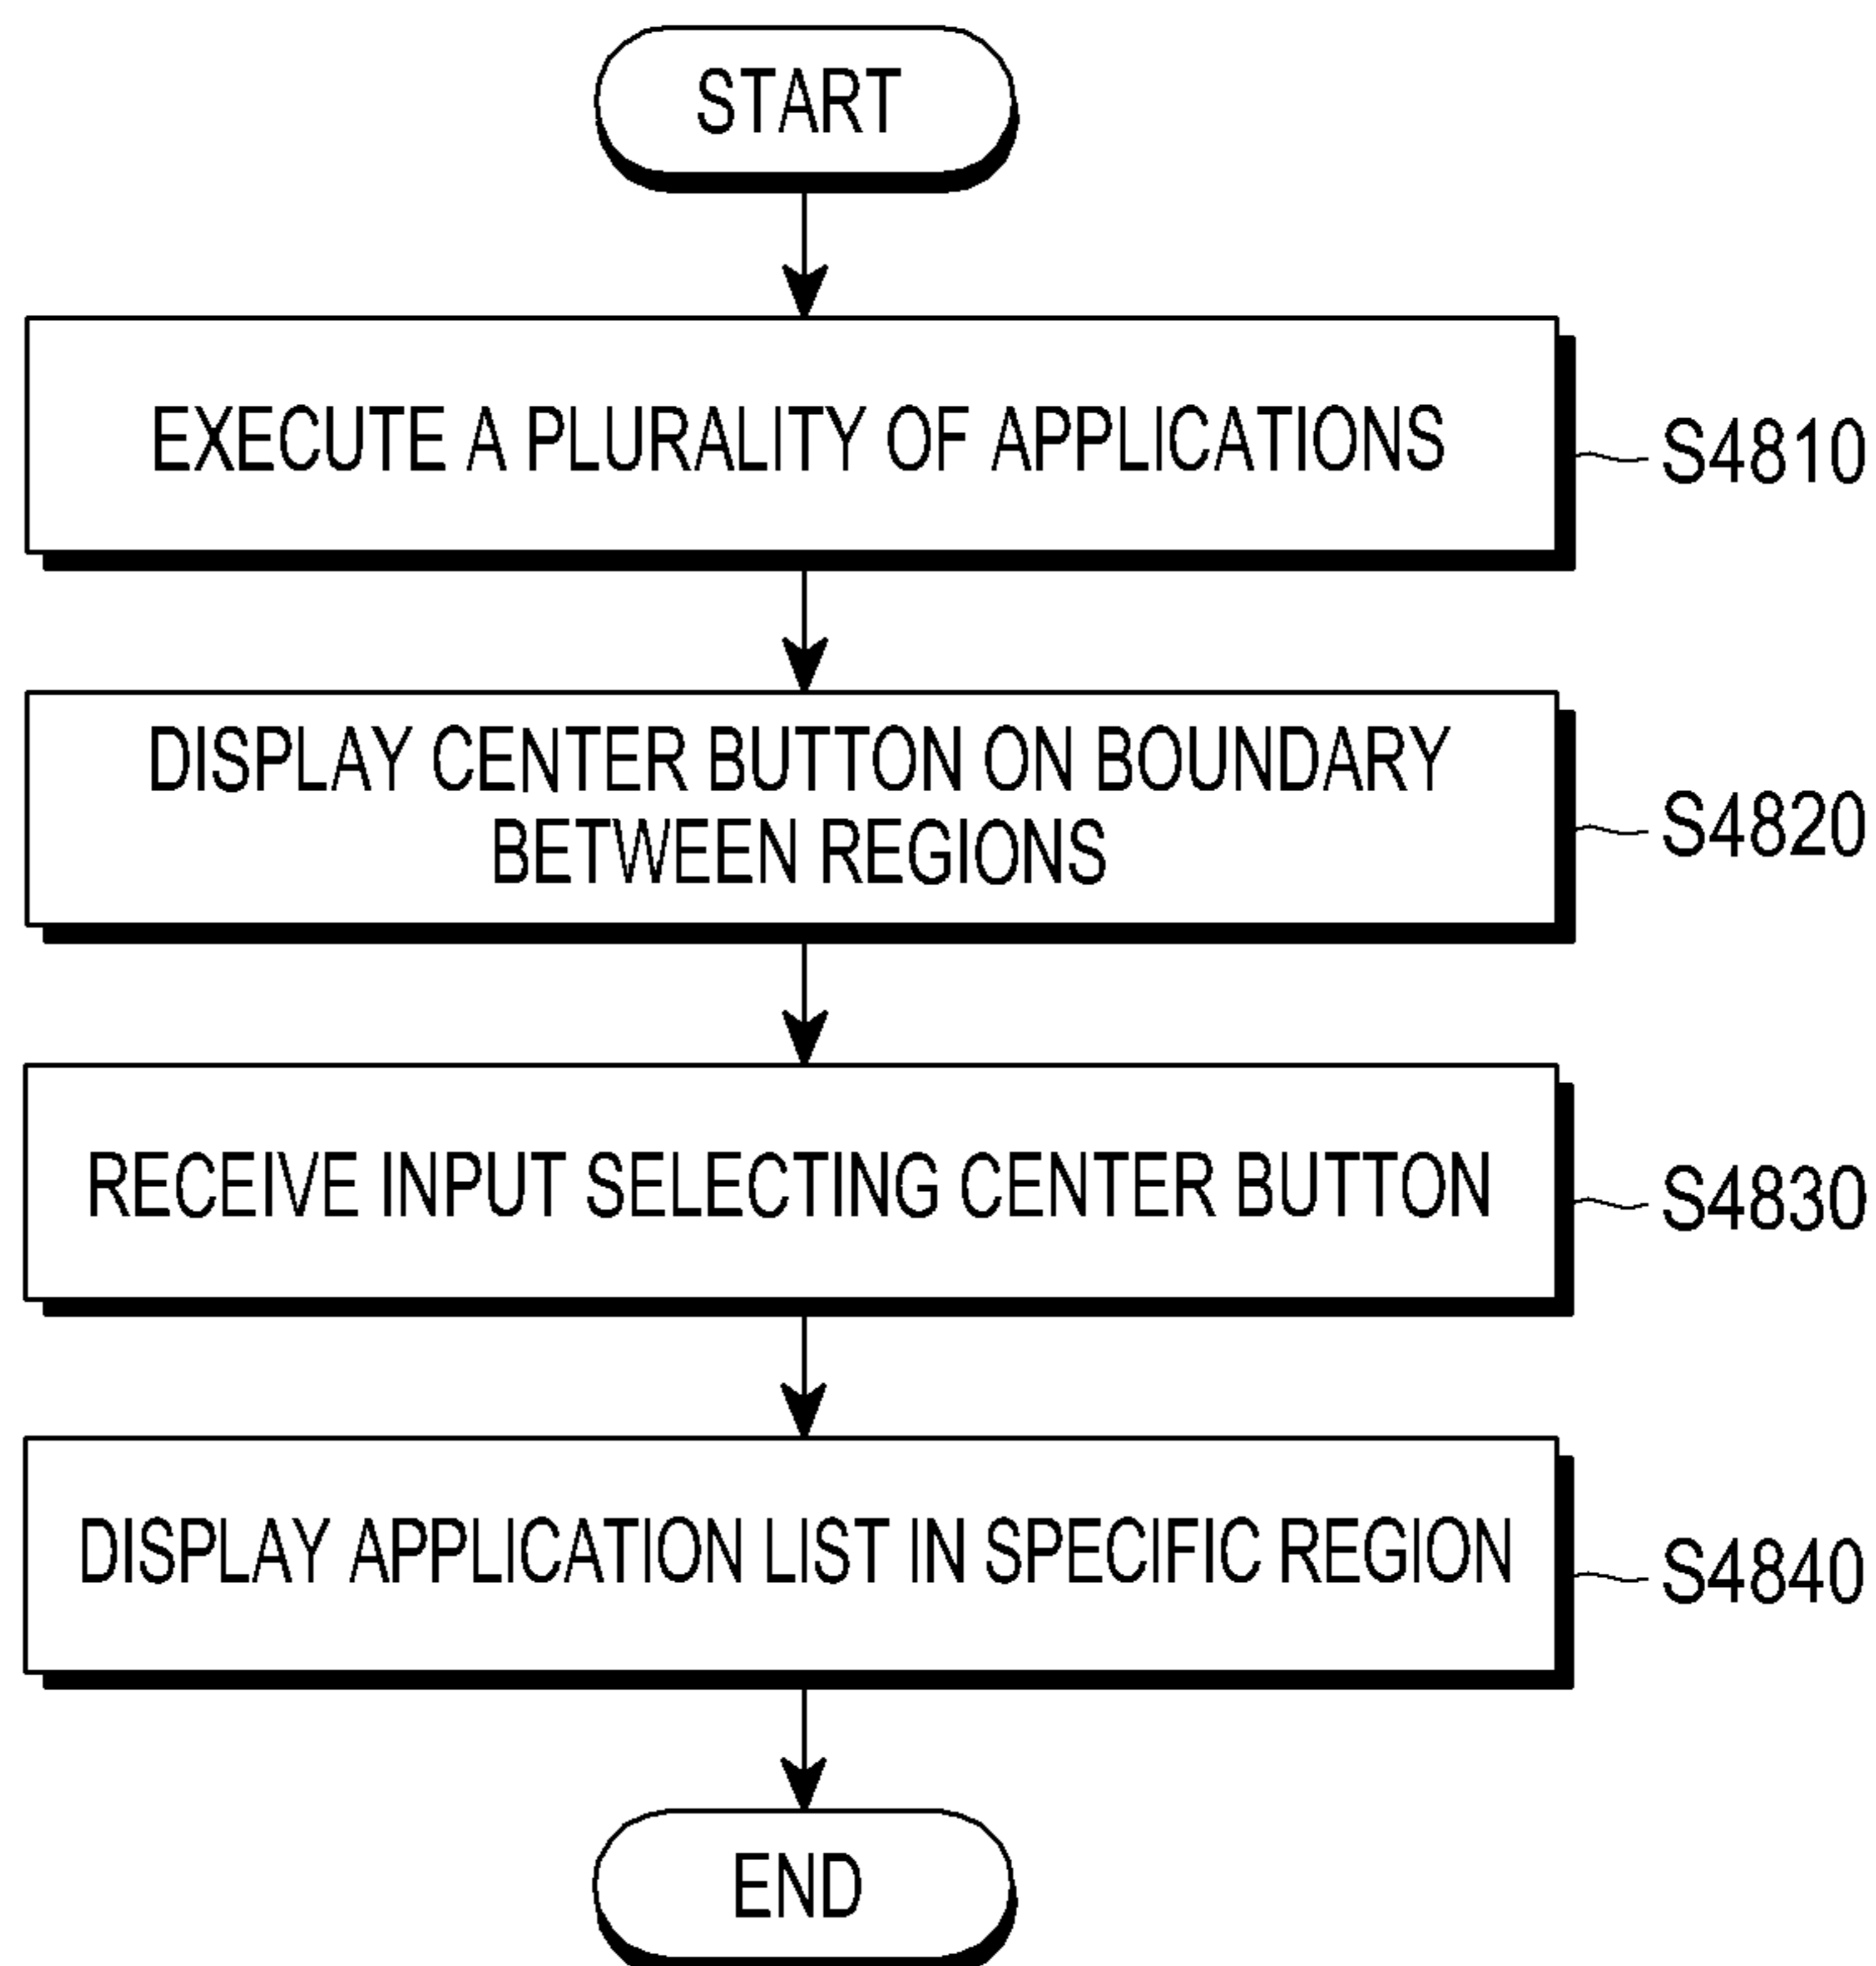 START
EXECUTE A PLURALITY OF APPLICATIONS
S4810
DISPLAY CENTER BUTTON ON BOUNDARY
BETWEEN REGIONS
S4820
RECEIVE INPUT SELECTING CENTER BUTTON
S4830
DISPLAY APPLICATION LIST IN SPECIFIC REGION
S4840
END